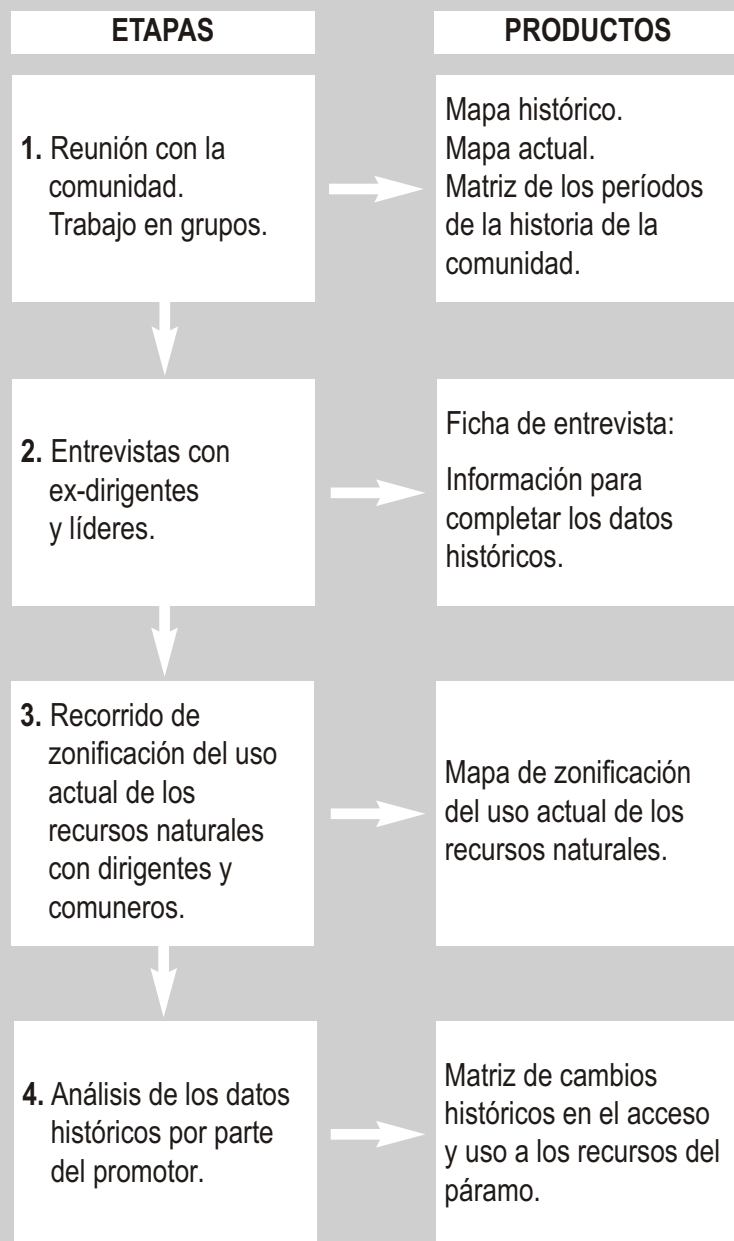 ETAPAS
PRODUCTOS
1. Reunión con la
comunidad.
Trabajo en grupos.
Mapa histórico.
Mapa actual.
Matriz de los períodos
de la historia de la
comunidad.
2. Entrevistas con
ex-dirigentes
y líderes.
Ficha de entrevista:
Información para
completar los datos
históricos.
3. Recorrido de
zonificación del uso
actual de los
recursos naturales
con dirigentes y
comuneros.
Mapa de zonificación
del uso actual de los
recursos naturales.
4. Análisis de los datos
históricos por parte
del promotor.
Matriz de cambios
históricos en el acceso
y uso a los recursos del
páramo.